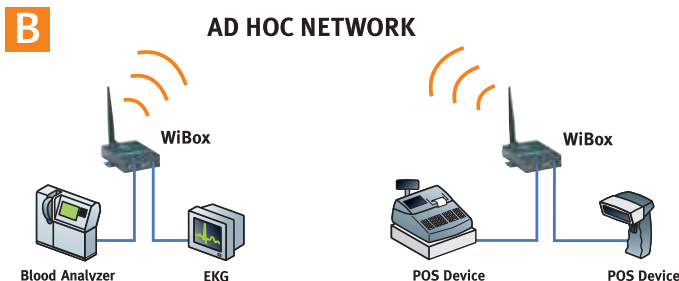 B
AD HOC NETWORK
WiBox
WiBox
Blood Analyzer
EKG
POS Device
POS Device